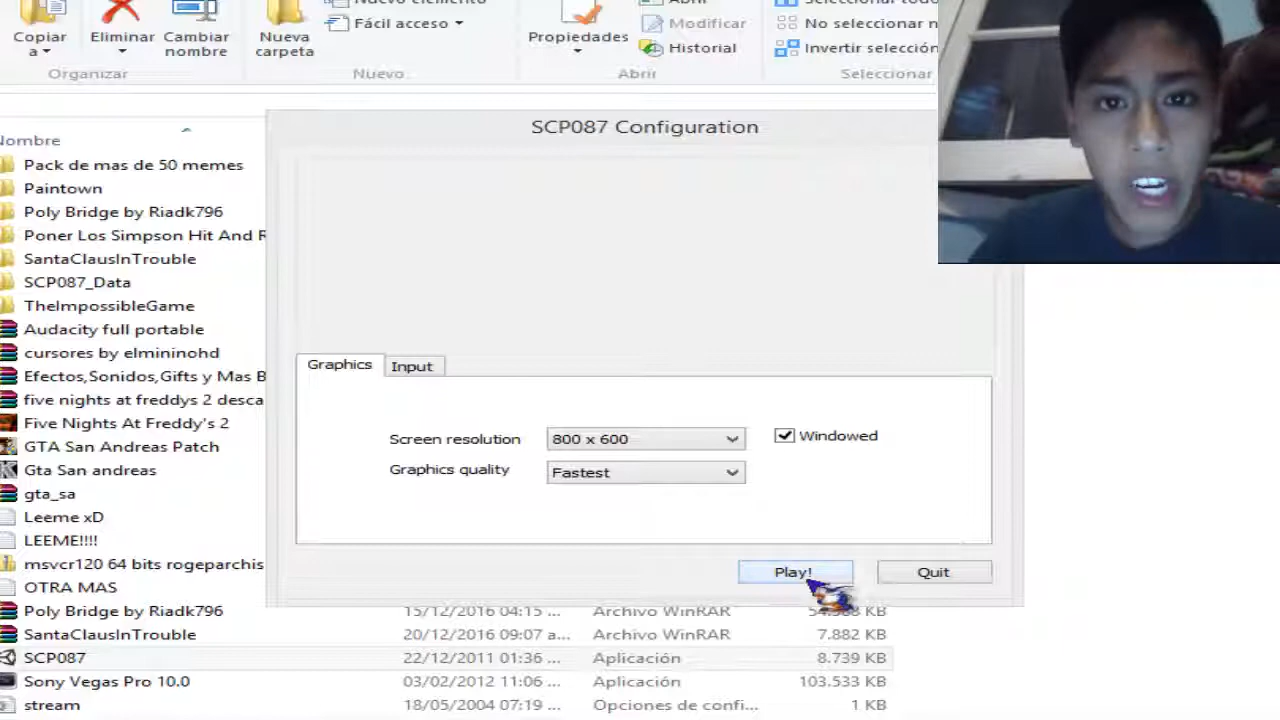 Nuevo elemento
Abrir
Seleccionar todo
Copiar
a
Eliminar
Cambiar
nombre
Nueva
carpeta
Fácil acceso
Propiedades
Modificar
Historial
No seleccionar n
Invertir selección
Organizar
Nuevo
Abrir
Seleccionar
Nombre
Pack de mas de 50 memes
Paintown
Poly Bridge by Riadk796
Poner Los Simpson Hit And R
SantaClausInTrouble
SCP087_Data
TheImpossibleGame
Audacity full portable
cursores by elmininohd
Efectos,Sonidos,Gifts y Mas B
five nights at freddys 2 desca
Five Nights At Freddy's 2
GTA San Andreas Patch
Gta San andreas
gta_sa
Leeme xD
LEEME!!!!
msvcr120 64 bits rogeparchis
OTRA MAS
Poly Bridge by Riadk796 15/12/2016 04:15 ... Archivo WinRAR KB
SantaClausInTrouble 20/12/2016 09:07 a... Archivo WinRAR 7.882 KB
SCP087 22/12/2011 01:36 ... Aplicación 8.739 KB
Sony Vegas Pro 10.0 03/02/2012 11:06 ... Aplicación 103.533 KB
stream 18/05/2004 07:19 ... Opciones de confi... 1 KB
SCP087 Configuration
Graphics
Input
Screen resolution 800 x 600
Windowed
Graphics quality Fastest
Play!
Quit